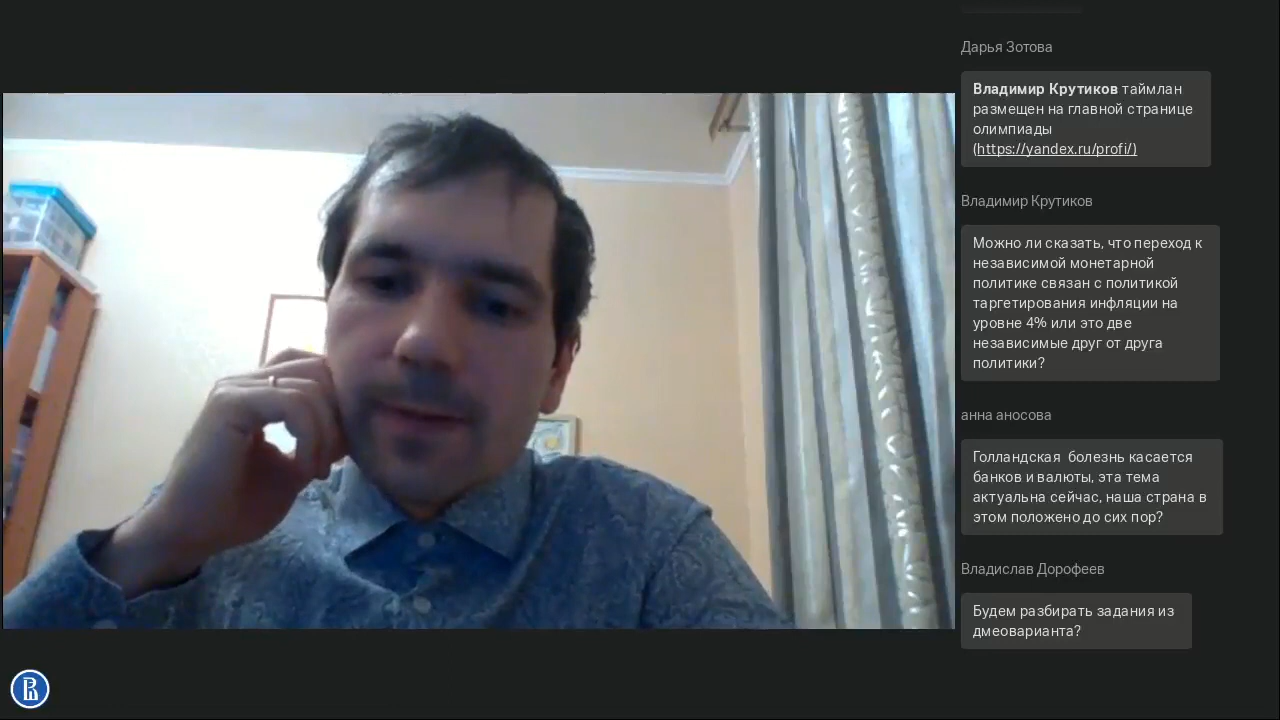 Дарья Зотова
Владимир Крутиков таймлан
размещен на главной странице
олимпиады
(https://yandex.ru/profi/)
Владимир Крутиков
Можно ли сказать, что переход к
независимой монетарной
политике связан с политикой
таргетирования инфляции на
уровне 4% или это две
независимые друг от друга
политики?
анна аносова
Голландская болезнь касается
банков и валюты, эта тема
актуальна сейчас, наша страна в
этом положено до сих пор?
Владислав Дорофеев
Будем разбирать задания из
дмеоварианта?